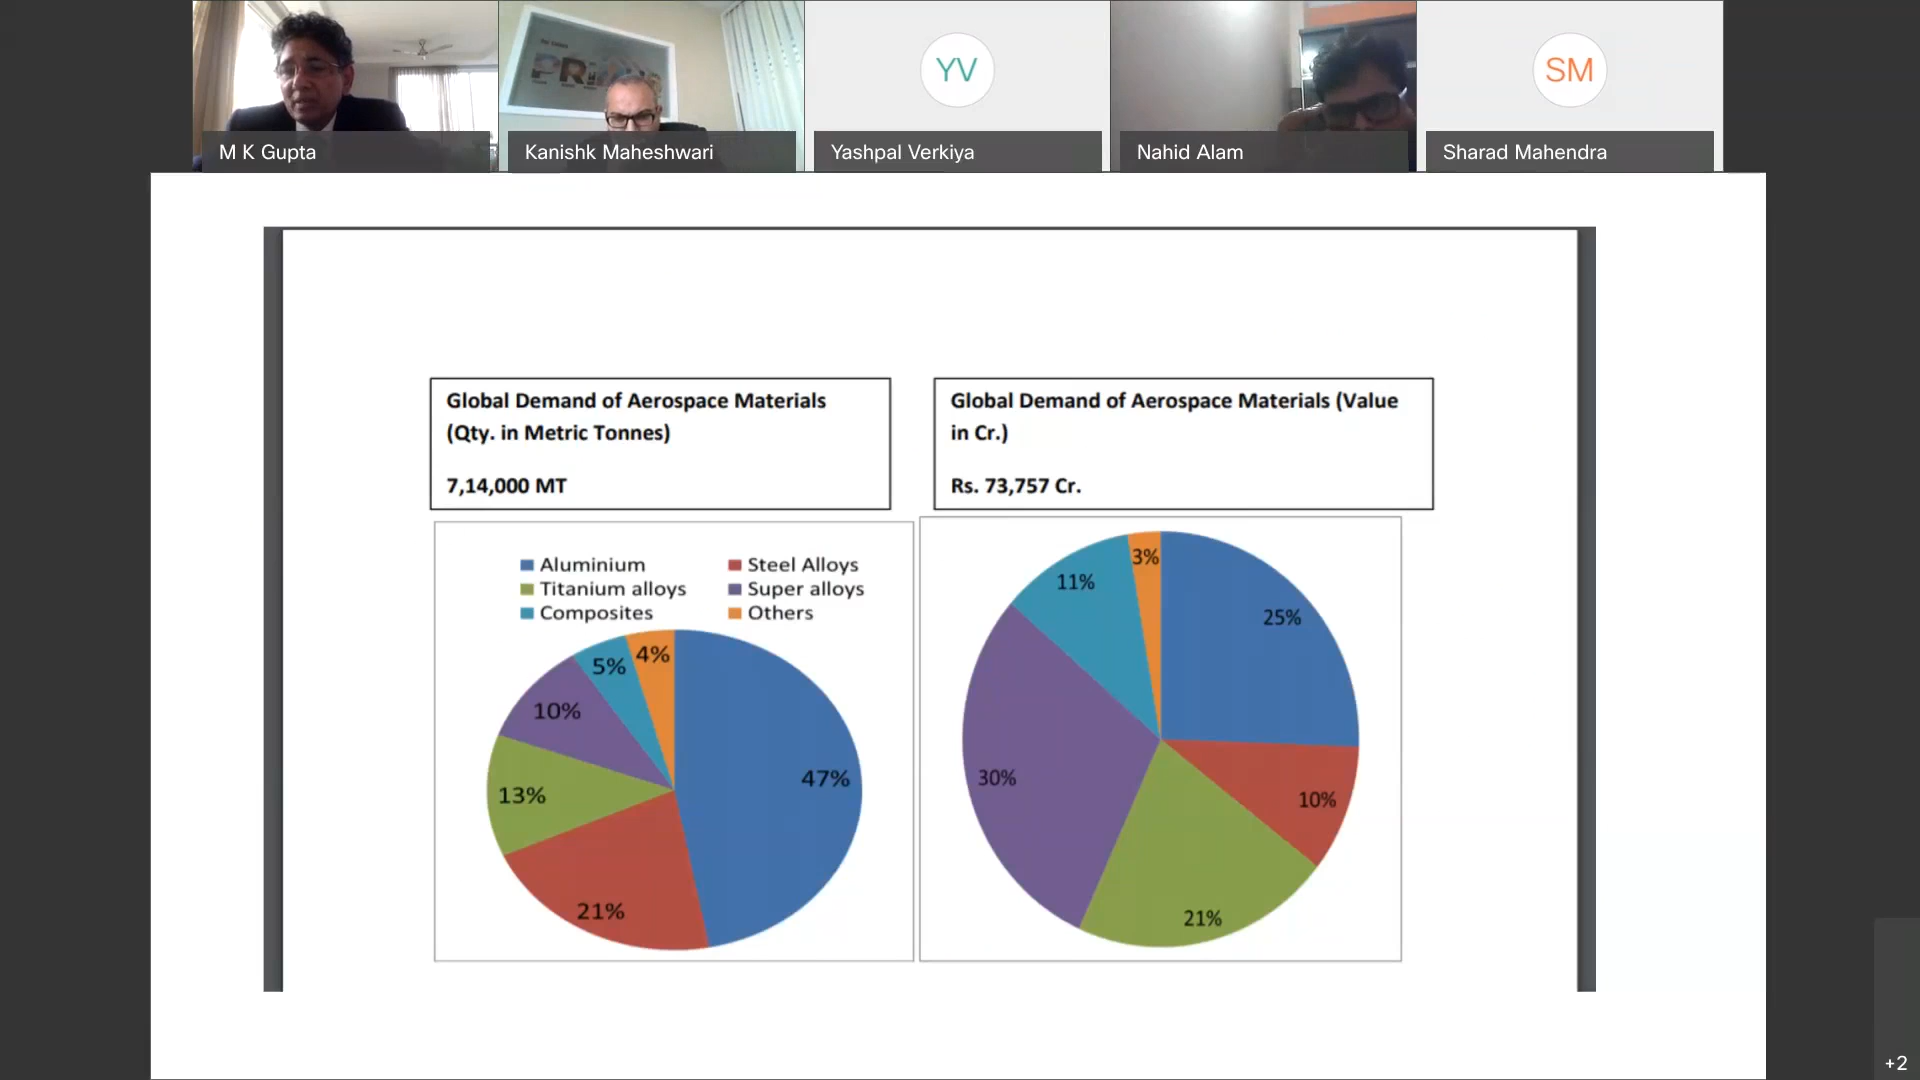 YV
SM
M K Gupta
Kanishk Maheshwari
Yashpal Verkiya
Nahid Alam
Sharad Mahendra
Global Demand of Aerospace Materials
(Qty. in Metric Tonnes)
7,14,000 MT
Global Demand of Aerospace Materials (Value
in Cr.)
Rs. 73,757 Cr.
Aluminium
Steel Alloys
Titanium alloys
Super alloys
Composites
Others
5%
4%
10%
47%
13%
21%
3%
11%
25%
30%
10%
21%
+2